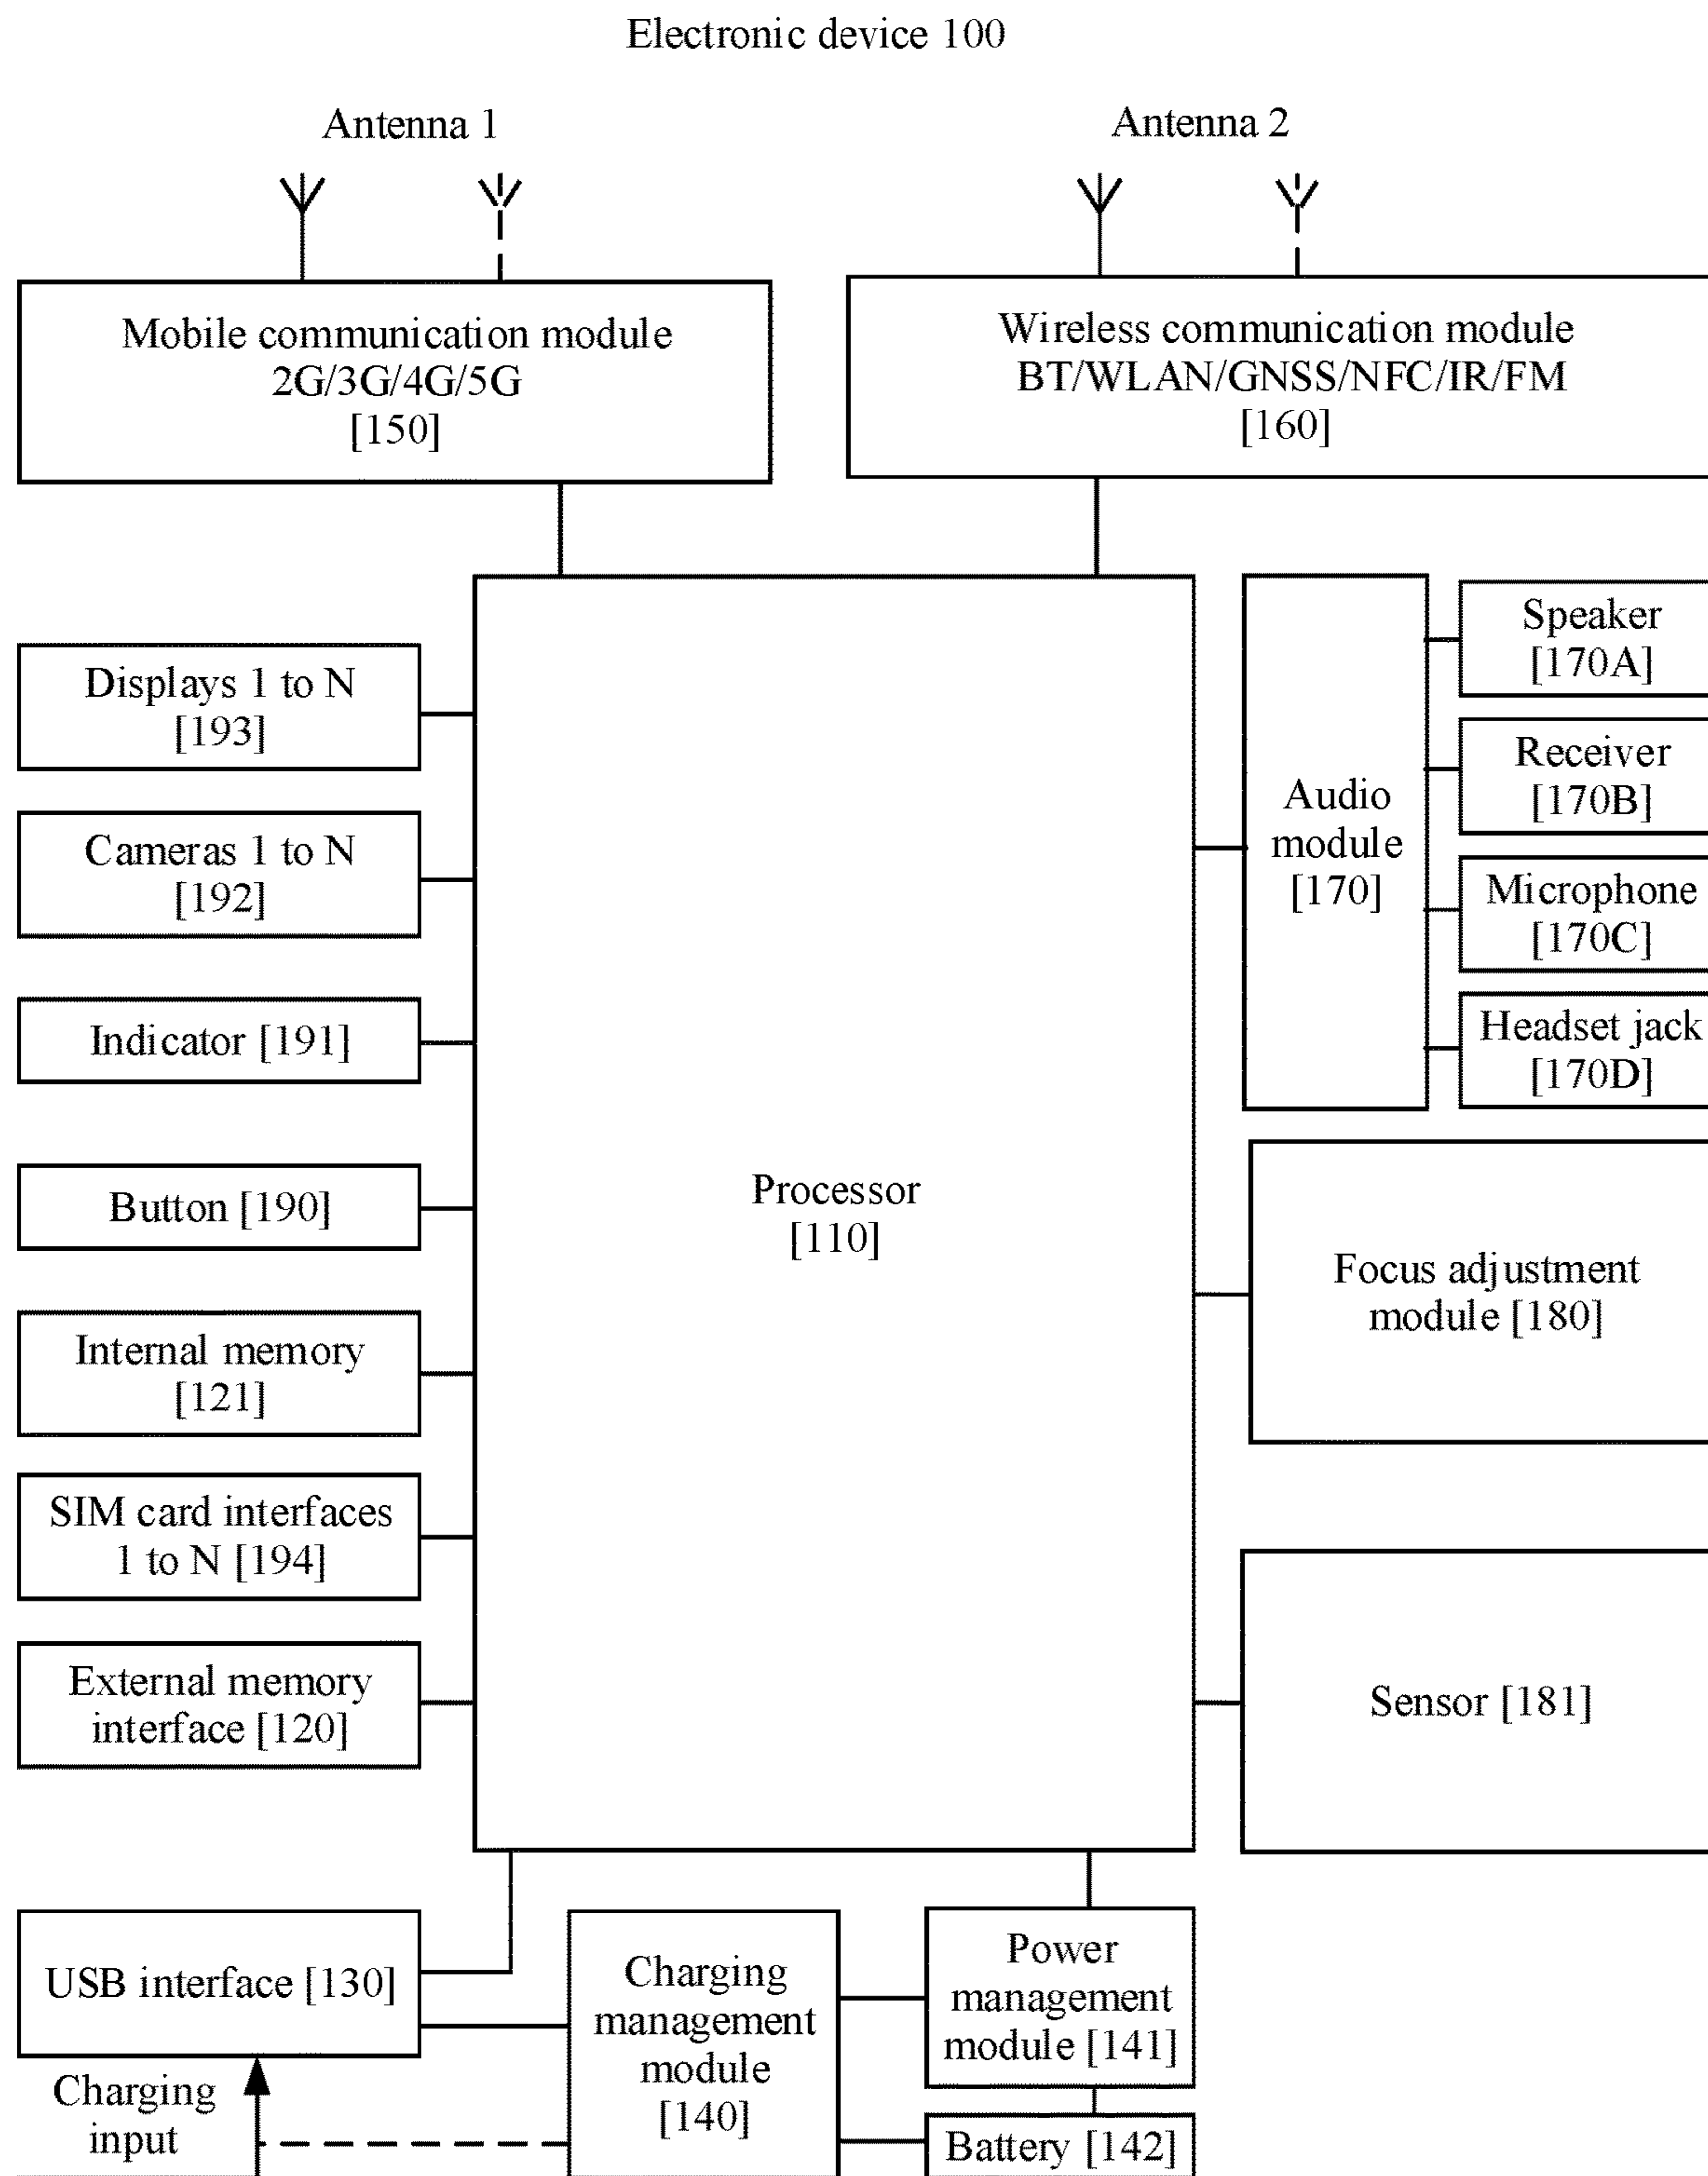 Electronic device 100
Antenna 1
Antenna 2
Mobile communication module
2G/3G/4G/5G
[150]
Wireless communication module
BT/WLAN/GNSS/NFC/IR/FM
[160]
Displays 1 to N
[193]
Cameras 1 to N
[192]
Indicator [191]
Button [190]
Internal memory
[121]
SIM card interfaces
1 to N [194]
External memory
interface [120]
Processor
[110]
Audio
module
[170]
Speaker
[170A]
Receiver
[170B]
Microphone
[170C]
Headset jack
[170D]
Focus adjustment
module [180]
Sensor [181]
USB interface [130]
Charging
input
Charging
management
module
[140]
Power
management
module [141]
Battery [142]